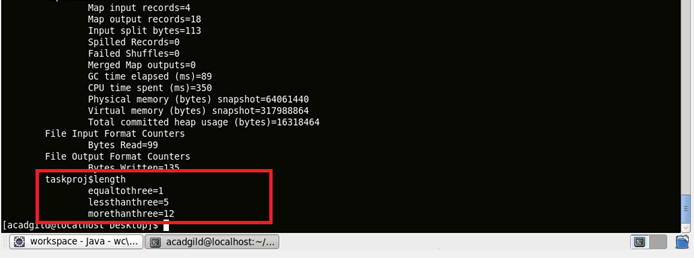 Map input records=4
Map output records=18
Input split bytes=113
Spilled Records=0
Failed Shuffles=0
Merged Map outputs=0
GC time elapsed (ms)=89
CPU time spent (ms)=350
Physical memory (bytes) snapshot=64061440
Virtual memory (bytes) snapshot=317988864
Total committed heap usage (bytes)=16318464
File Input Format Counters
Bytes Read=99
File Output Format Counters
Bytes Written=135
taskproj$length
equaltothree=1
lessthanthree=5
morethanthree=12
[acadgild@localhost Desktop]$
workspace - Java - wc\... acadgild@localhost:~/...